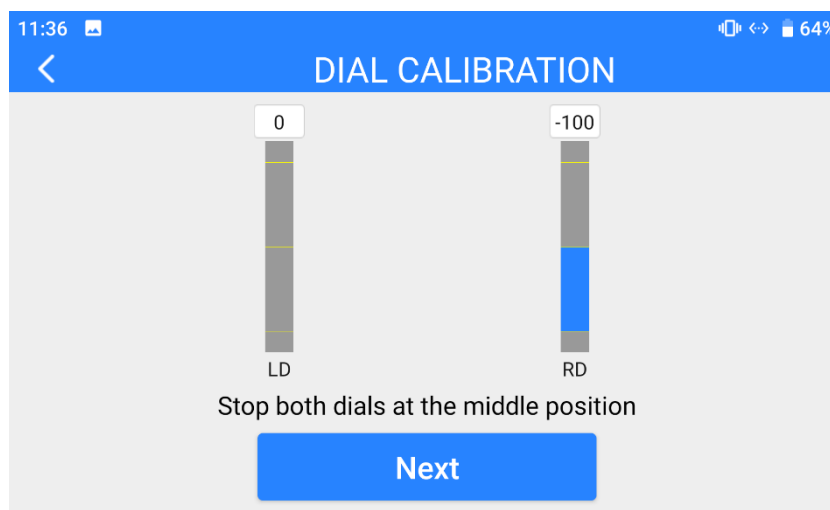 11:36 64%
DIAL CALIBRATION
0 -100
LD RD
Stop both dials at the middle position
Next